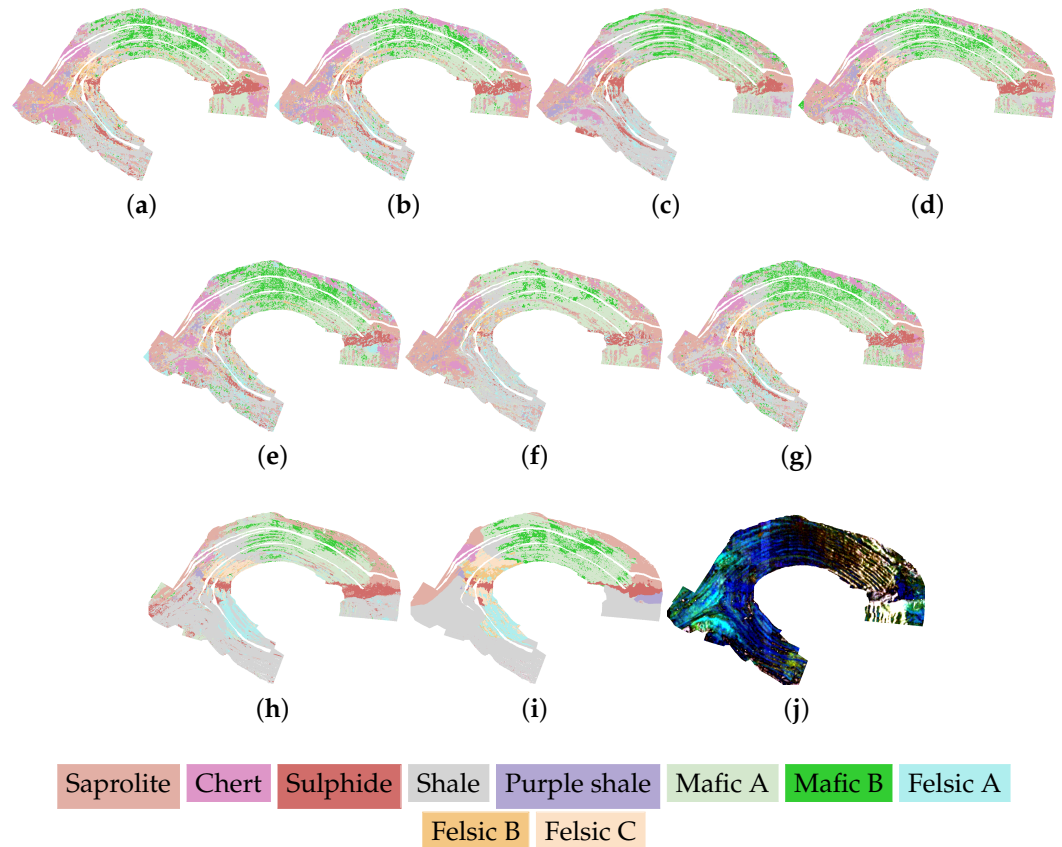 (a) (b) (c) (d)
(e) (f) (g)
(h) (i) (j)
Saprolite Chert Sulphide Shale Purple shale Mafic A Mafic B Felsic A
Felsic B Felsic C